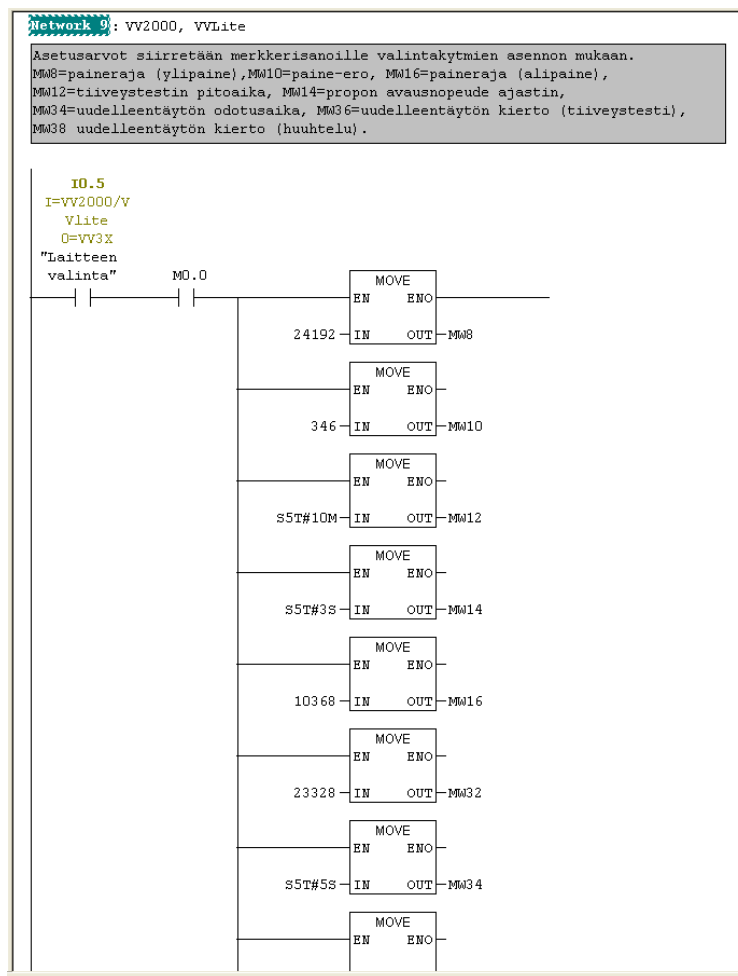 Network 9: VV2000, VVLite
Asetusarvot siirretään merkkerisanoille valintakytmien asennon mukaan.
MW8=paineraja (ylipaine),MW10=paine-ero, MW16=paineraja (alipaine),
MW12=tiiveystestin pitoaika, MW14=propon avausnopeude ajastin,
MW34=uudelleentäytön odotusaika, MW36=uudelleentäytön kierto (tiiveystesti),
MW38 uudelleentäytön kierto (huuhtelu).
I0.5
1=VV2000/V
Vlite
0=VV3X
"Laitteen
valinta" M0.0
MOVE
EN ENO
24192 IN OUT MW8
MOVE
EN ENO
346 IN OUT MW10
MOVE
EN ENO
S5T#10M IN OUT MW12
MOVE
EN ENO
S5T#3S IN OUT MW14
MOVE
EN ENO
10368 IN OUT MW16
MOVE
EN ENO
23328 IN OUT MW32
MOVE
EN ENO
S5T#5S IN OUT MW34
MOVE
EN ENO